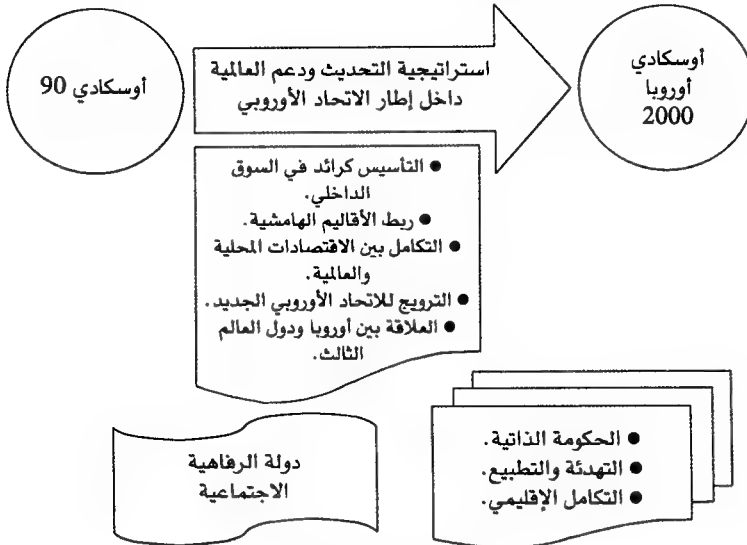 أوسكادي 90
استراتيجية التحديث ودعم العالمية
داخل إطار الاتحاد الأوروبي
أوسكادي
أوروبا
2000
● التأسيس كرائد في السوق
الداخلي.
● ربط الأقاليم الهامشية.
● التكامل بين الاقتصادات المحلية
والعالمية.
● الترويج للاتحاد الأوروبي الجديد.
● العلاقة بين أوروبا ودول العالم
الثالث.
● الحكومة الذاتية.
● التهدئة والتطبيع.
● التكامل الإقليمي.
دولة الرفاهية
الاجتماعية